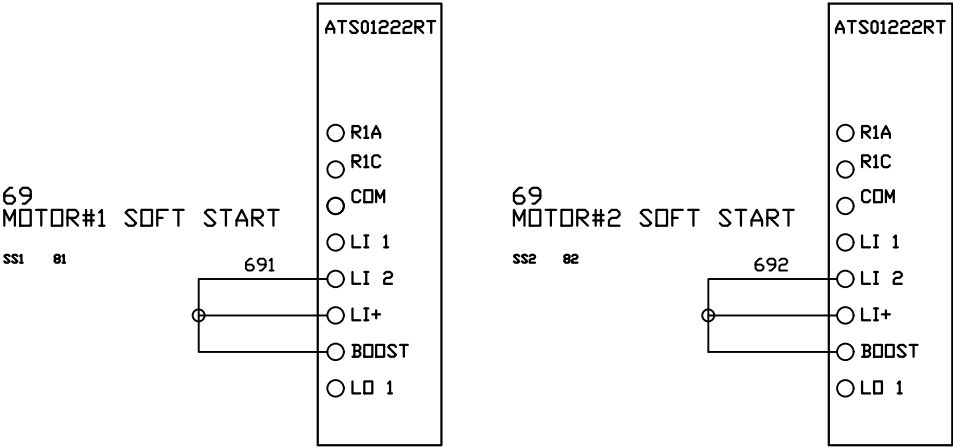 ATS01222RT
R1A
R1C
COM
69
MOTOR#1 SOFT START
LI 1
SS1 81
691
LI 2
LI+
BOOST
LO 1
ATS01222RT
R1A
R1C
COM
69
MOTOR#2 SOFT START
LI 1
SS2 82
692
LI 2
LI+
BOOST
LO 1